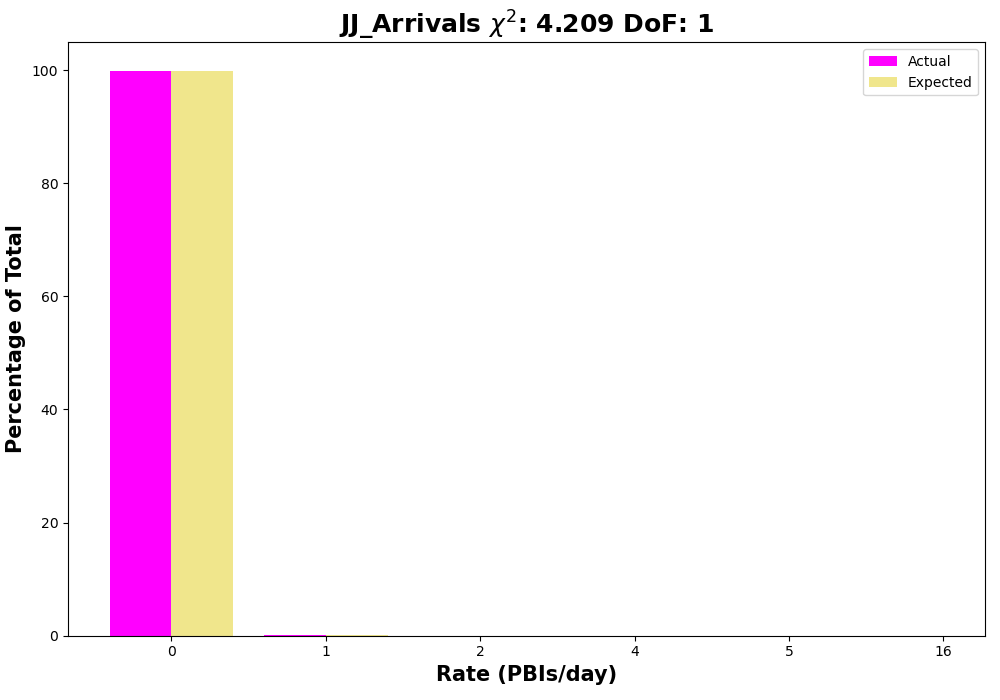 JJ_Arrivals χ²: 4.209 DoF: 1
Actual
Expected
Percentage of Total
100
80
60
40
20
0
0 1 2 4 5 16
Rate (PBIs/day)